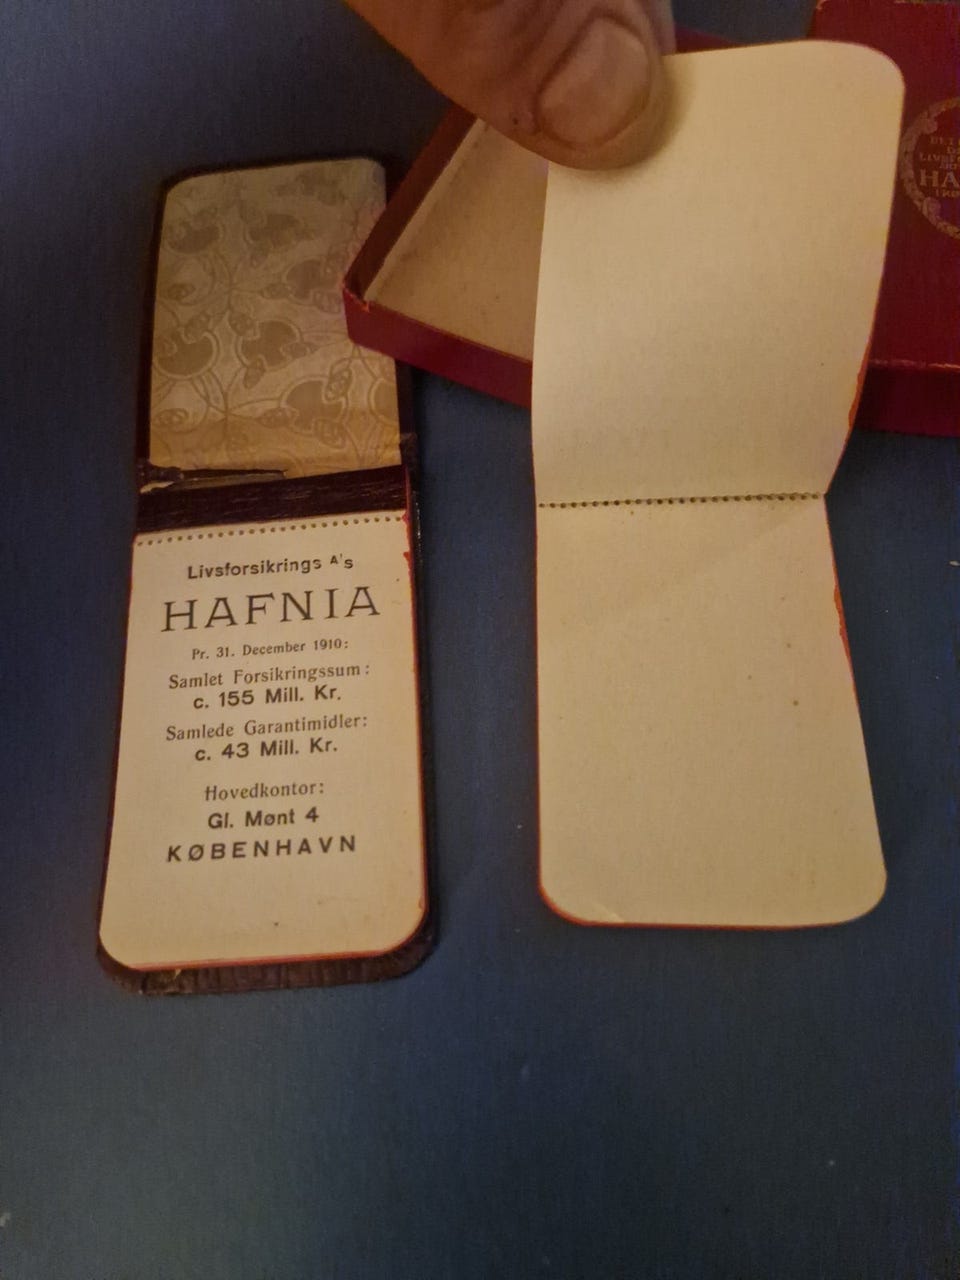 Livsforsikrings A's
HAFNIA
Pr. 31. December 1910:
Samlet Forsikringssum:
c. 155 Mill. Kr.
Samlede Garantimidler:
c. 43 Mill. Kr.
Hovedkontor:
Gl. Mønt 4
KØBENHAVN